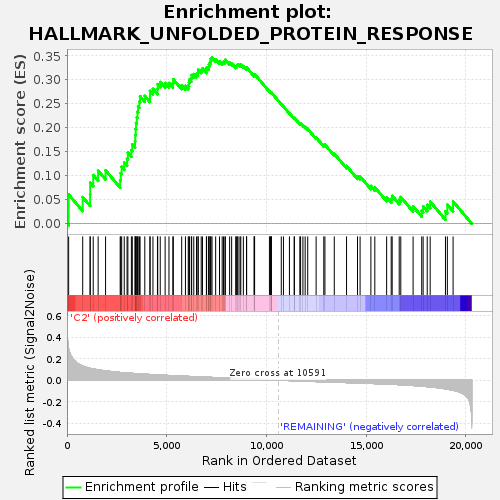 Enrichment plot:
HALLMARK_UNFOLDED_PROTEIN_RESPONSE
Enrichment score (ES)
0.35
0.30
0.25
0.20
0.15
0.10
0.05
0.00
'C2' (positively correlated)
Ranked list metric (Signal2Noise)
0.6
0.4
0.2
0.0
-0.2
-0.4
Zero cross at 10591
'REMAINING' (negatively correlated)
0
5,000
10,000
15,000
20,000
Rank in Ordered Dataset
Enrichment profile
Hits
Ranking metric scores